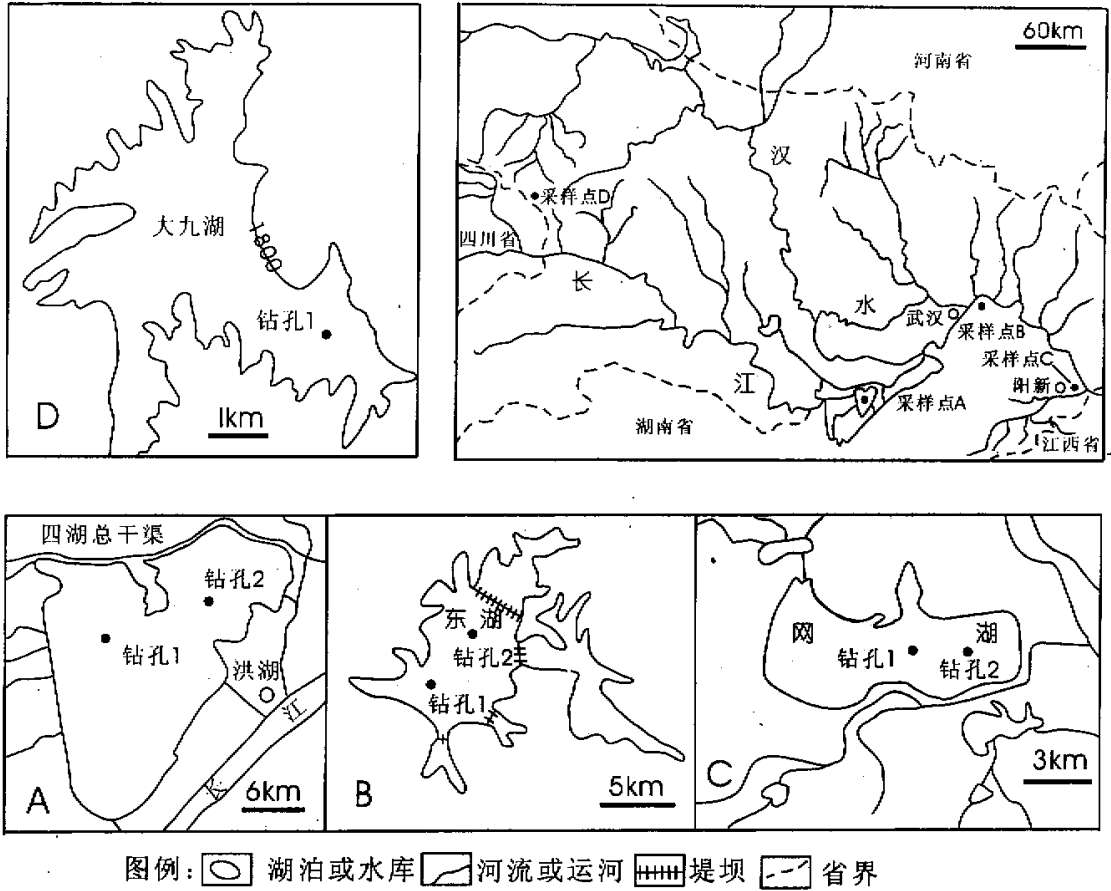 大九湖
1800
钻孔1
D
1km
60km
河南省
汉
采样点D
四川省
长
水
武汉
采样点B
采样点C
阳新
江
采样点A
湖南省
江西省
四湖总干渠
钻孔2
钻孔1
洪湖
长
江
A
6km
东湖
钻孔2
钻孔1
B
5km
网
湖
钻孔1
钻孔2
C
3km
图例: 湖泊或水库 河流或运河 堤坝 省界